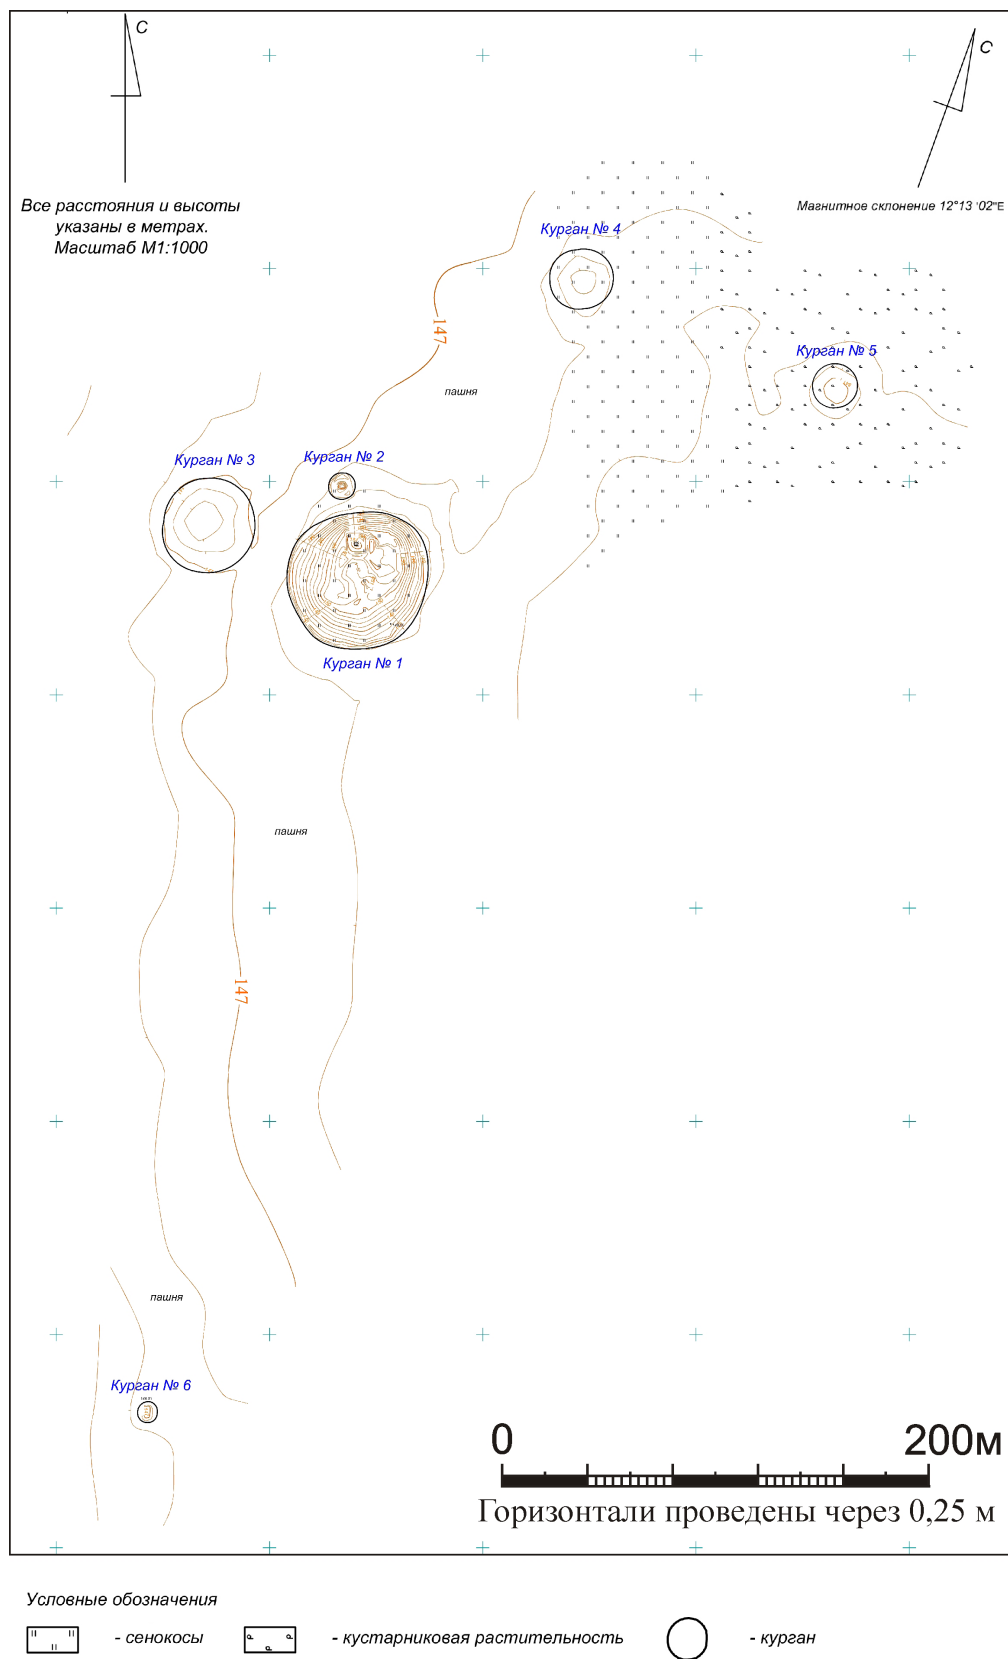 С
С
Все расстояния и высоты
указаны в метрах.
Масштаб М1:1000
Магнитное склонение 12°13 '02"Е
Курган № 4
147
Курган № 5
пашня
Курган № 3
Курган № 2
Курган № 1
пашня
147
пашня
Курган № 6
0
200м
Горизонтали проведены через 0,25 м
Условные обозначения
- сенокосы
- кустарниковая растительность
- курган